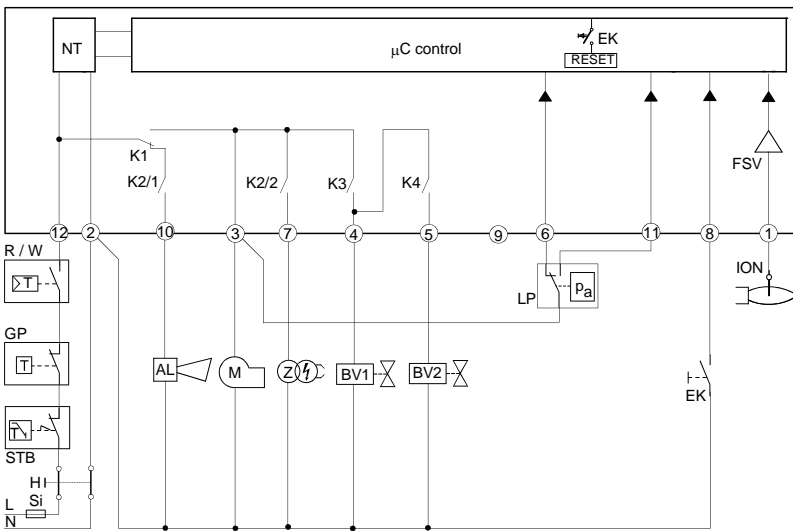 NT
µC control
EK
RESET
K1
K2/1
K2/2
K3
K4
FSV
12
2
10
3
7
4
5
9
6
11
8
1
R / W
T
GP
T
STB
T
H
Si
L
N
AL
M
Z
BV1
BV2
LP
pa
ION
EK